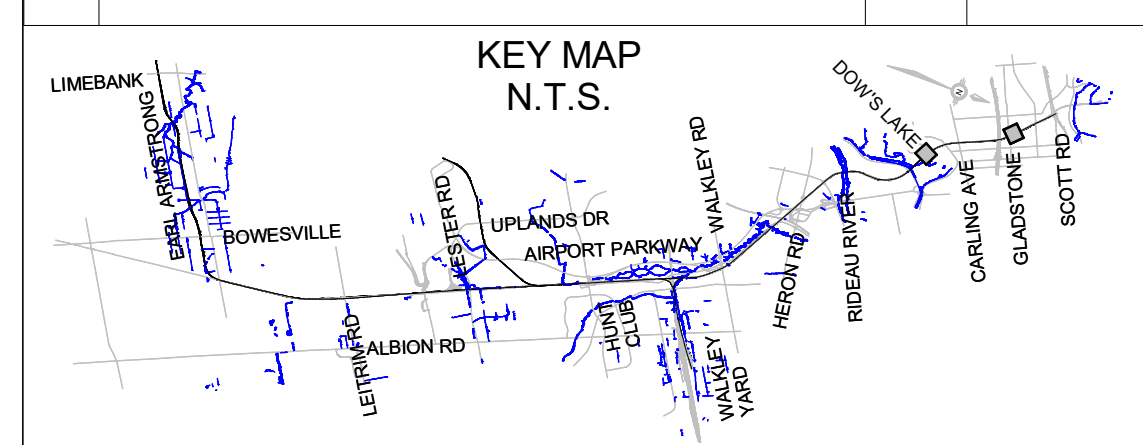 KEY MAP
N.T.S.
LIMEBANK
EARL ARMSTRONG
BOWESVILLE
LEITRIM RD
ALBION RD
LESTER RD
UPLANDS DR
AIRPORT PARKWAY
HUNT
CLUB
WALKLEY RD
WALKLEY
YARD
HERON RD
RIDEAU RIVER
DOW'S LAKE
N
CARLING AVE
GLADSTONE
SCOTT RD